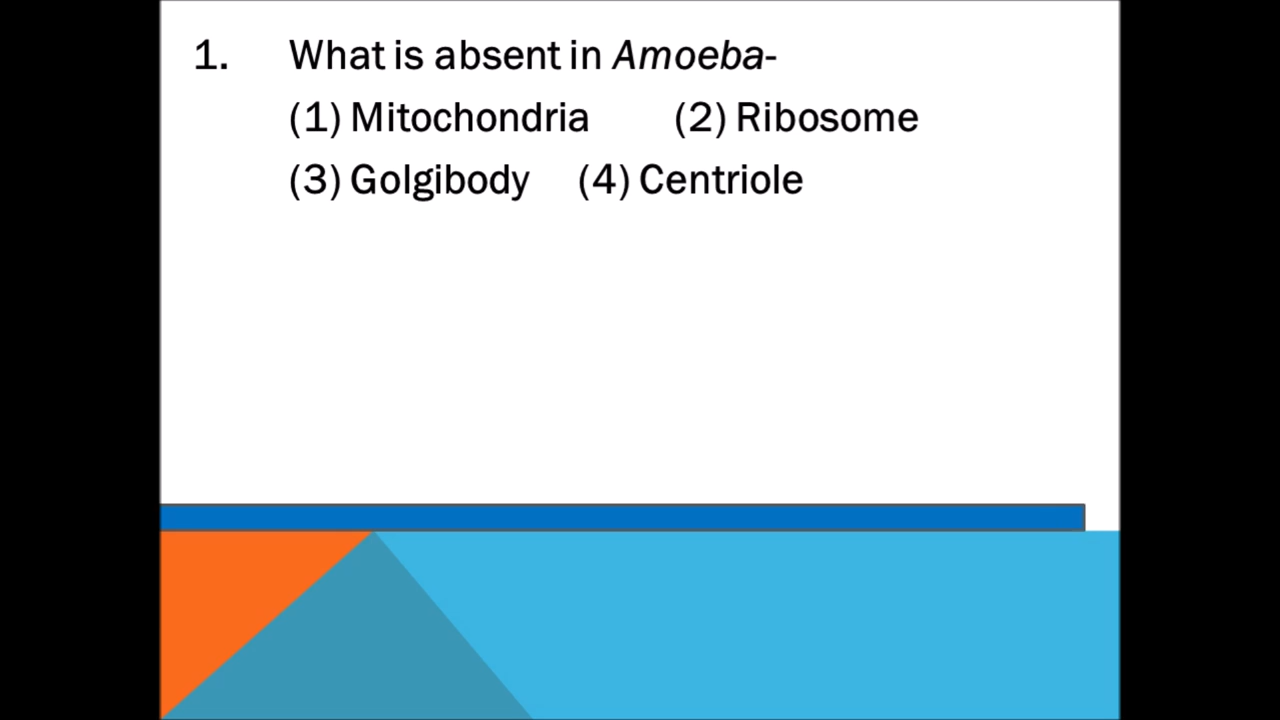 1. What is absent in Amoeba-
(1) Mitochondria (2) Ribosome
(3) Golgibody (4) Centriole